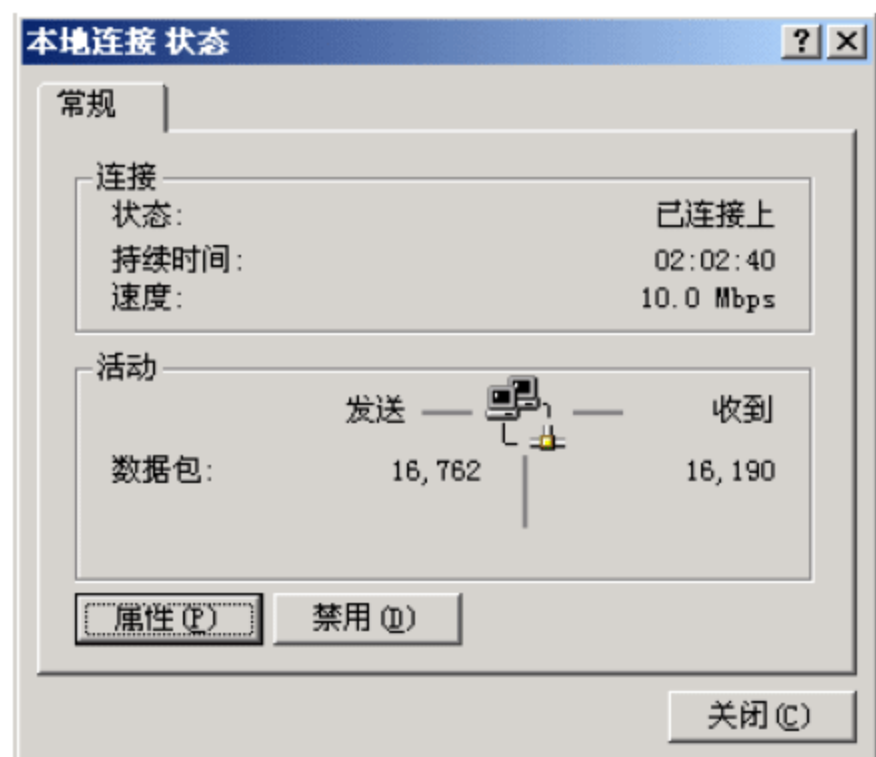 本地连接 状态
常规
连接
状态: 已连接上
持续时间: 02:02:40
速度: 10.0 Mbps
活动
发送 收到
数据包: 16,762 16,190
属性(P) 禁用(D)
关闭(C)